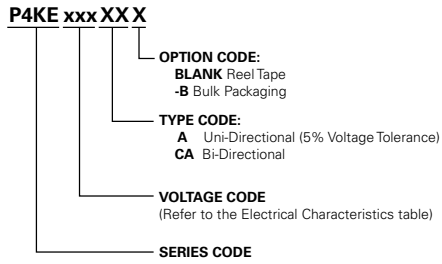 P4KE xxx XX X
OPTION CODE:
BLANK Reel Tape
-B Bulk Packaging
TYPE CODE:
A Uni-Directional (5% Voltage Tolerance)
CA Bi-Directional
VOLTAGE CODE
(Refer to the Electrical Characteristics table)
SERIES CODE